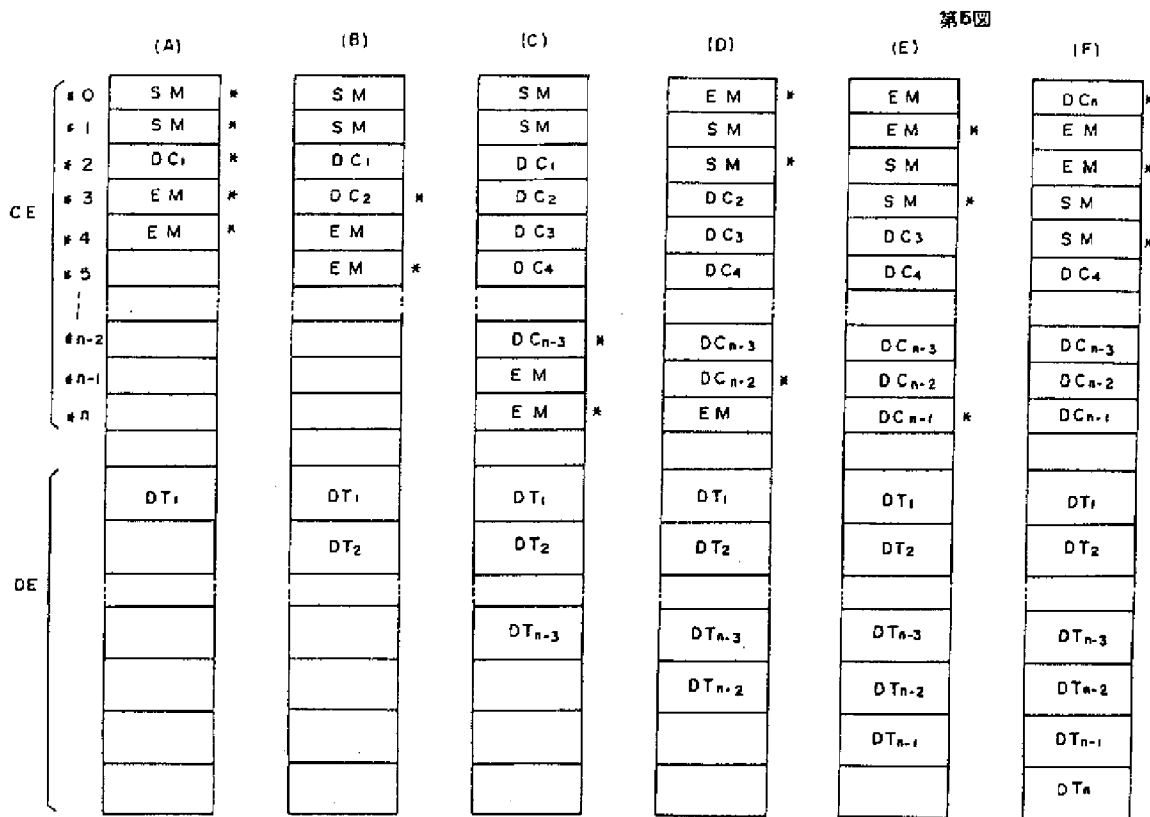 第5図
(A) (B) (C) (D) (E) (F)
#0 SM * SM SM EM * EM DCn *
#1 SM * SM SM SM EM * EM
#2 DC1 * DC1 DC1 SM * SM EM *
#3 EM * DC2 * DC2 DC2 SM * SM
CE
#4 EM * EM DC3 DC3 DC3 SM *
#5 EM * DC4 DC4 DC4 DC4
#n-2 DCn-3 * DCn-3 DCn-3 DCn-3
#n-1 EM DCn-2 * DCn-2 DCn-2
#n EM * EM DCn-1 * DCn-1
DT1 DT1 DT1 DT1 DT1 DT1
DT2 DT2 DT2 DT2 DT2
DE
DTn-3 DTn-3 DTn-3 DTn-3
DTn-2 DTn-2 DTn-2
DTn-1 DTn-1
DTn